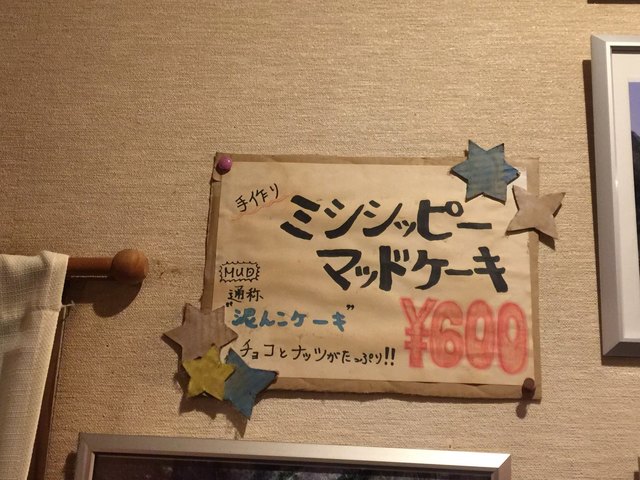 手作り
ミシシッピー
マッドケーキ
MUD
通称
"泥んこケーキ"
¥600
チョコとナッツがたっぷり!!